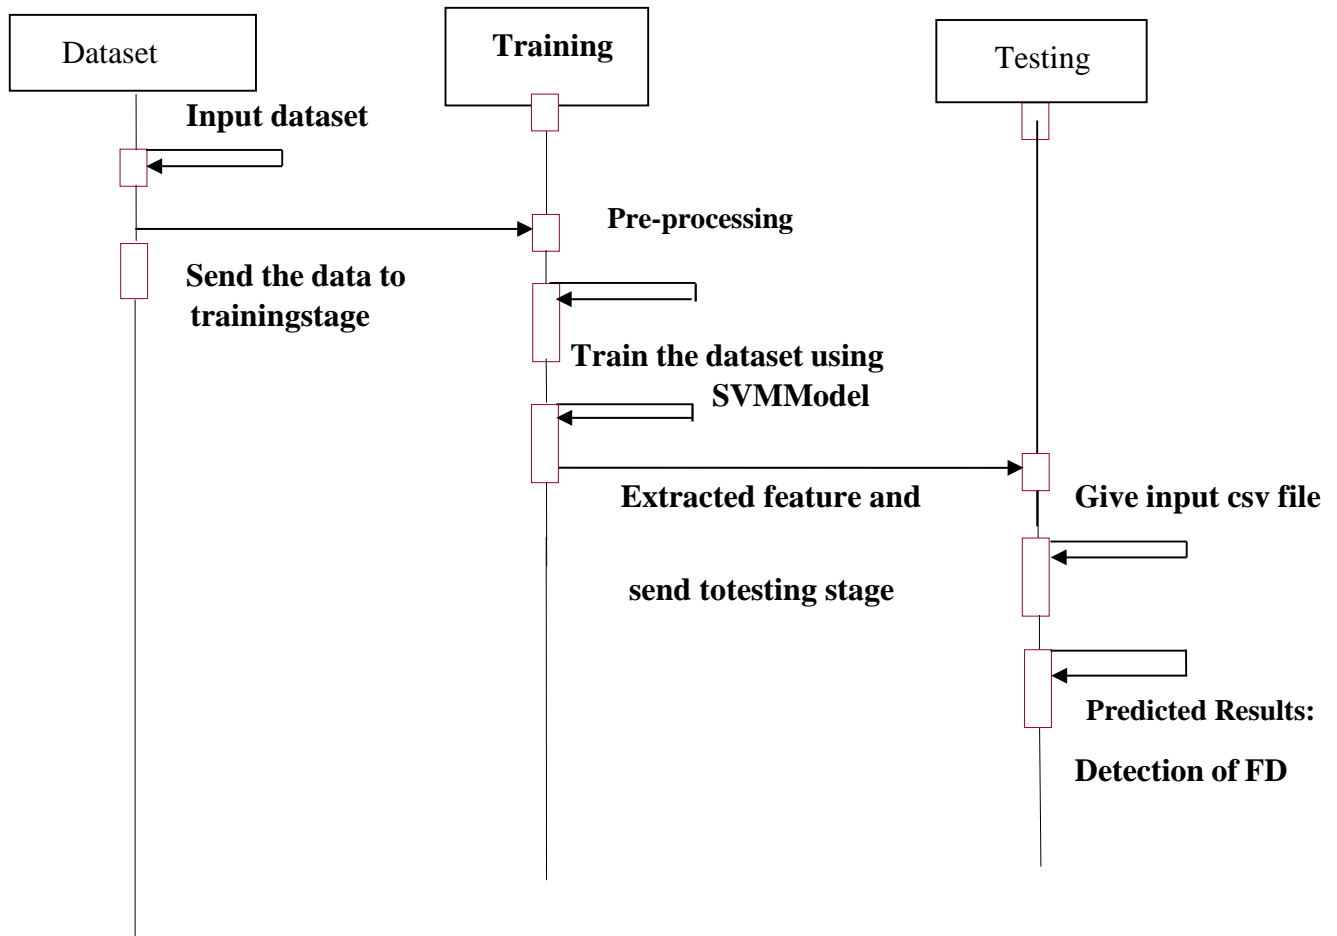 Dataset
Training
Testing
Input dataset
Pre-processing
Send the data to
trainingstage
Train the dataset using
SVMModel
Extracted feature and
Give input csv file
send totesting stage
Predicted Results:
Detection of FD